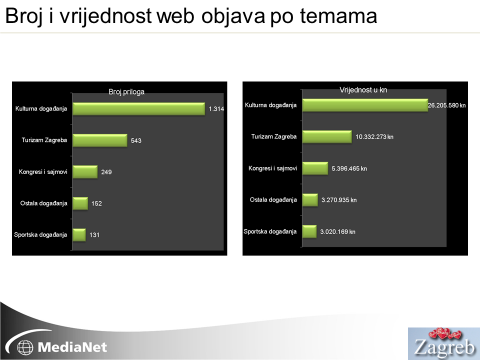 Broj i vrijednost web objava po temama
Broj priloga
Kulturna događanja 1.314
Turizam Zagreba 543
Kongresi i sajmovi 249
Ostala događanja 152
Sportska događanja 131
Vrijednost u kn
Kulturna događanja 26.205.580 kn
Turizam Zagreba 10.332.273 kn
Kongresi i sajmovi 5.396.465 kn
Ostala događanja 3.270.935 kn
Sportska događanja 3.020.169 kn
MediaNet
Zagreb